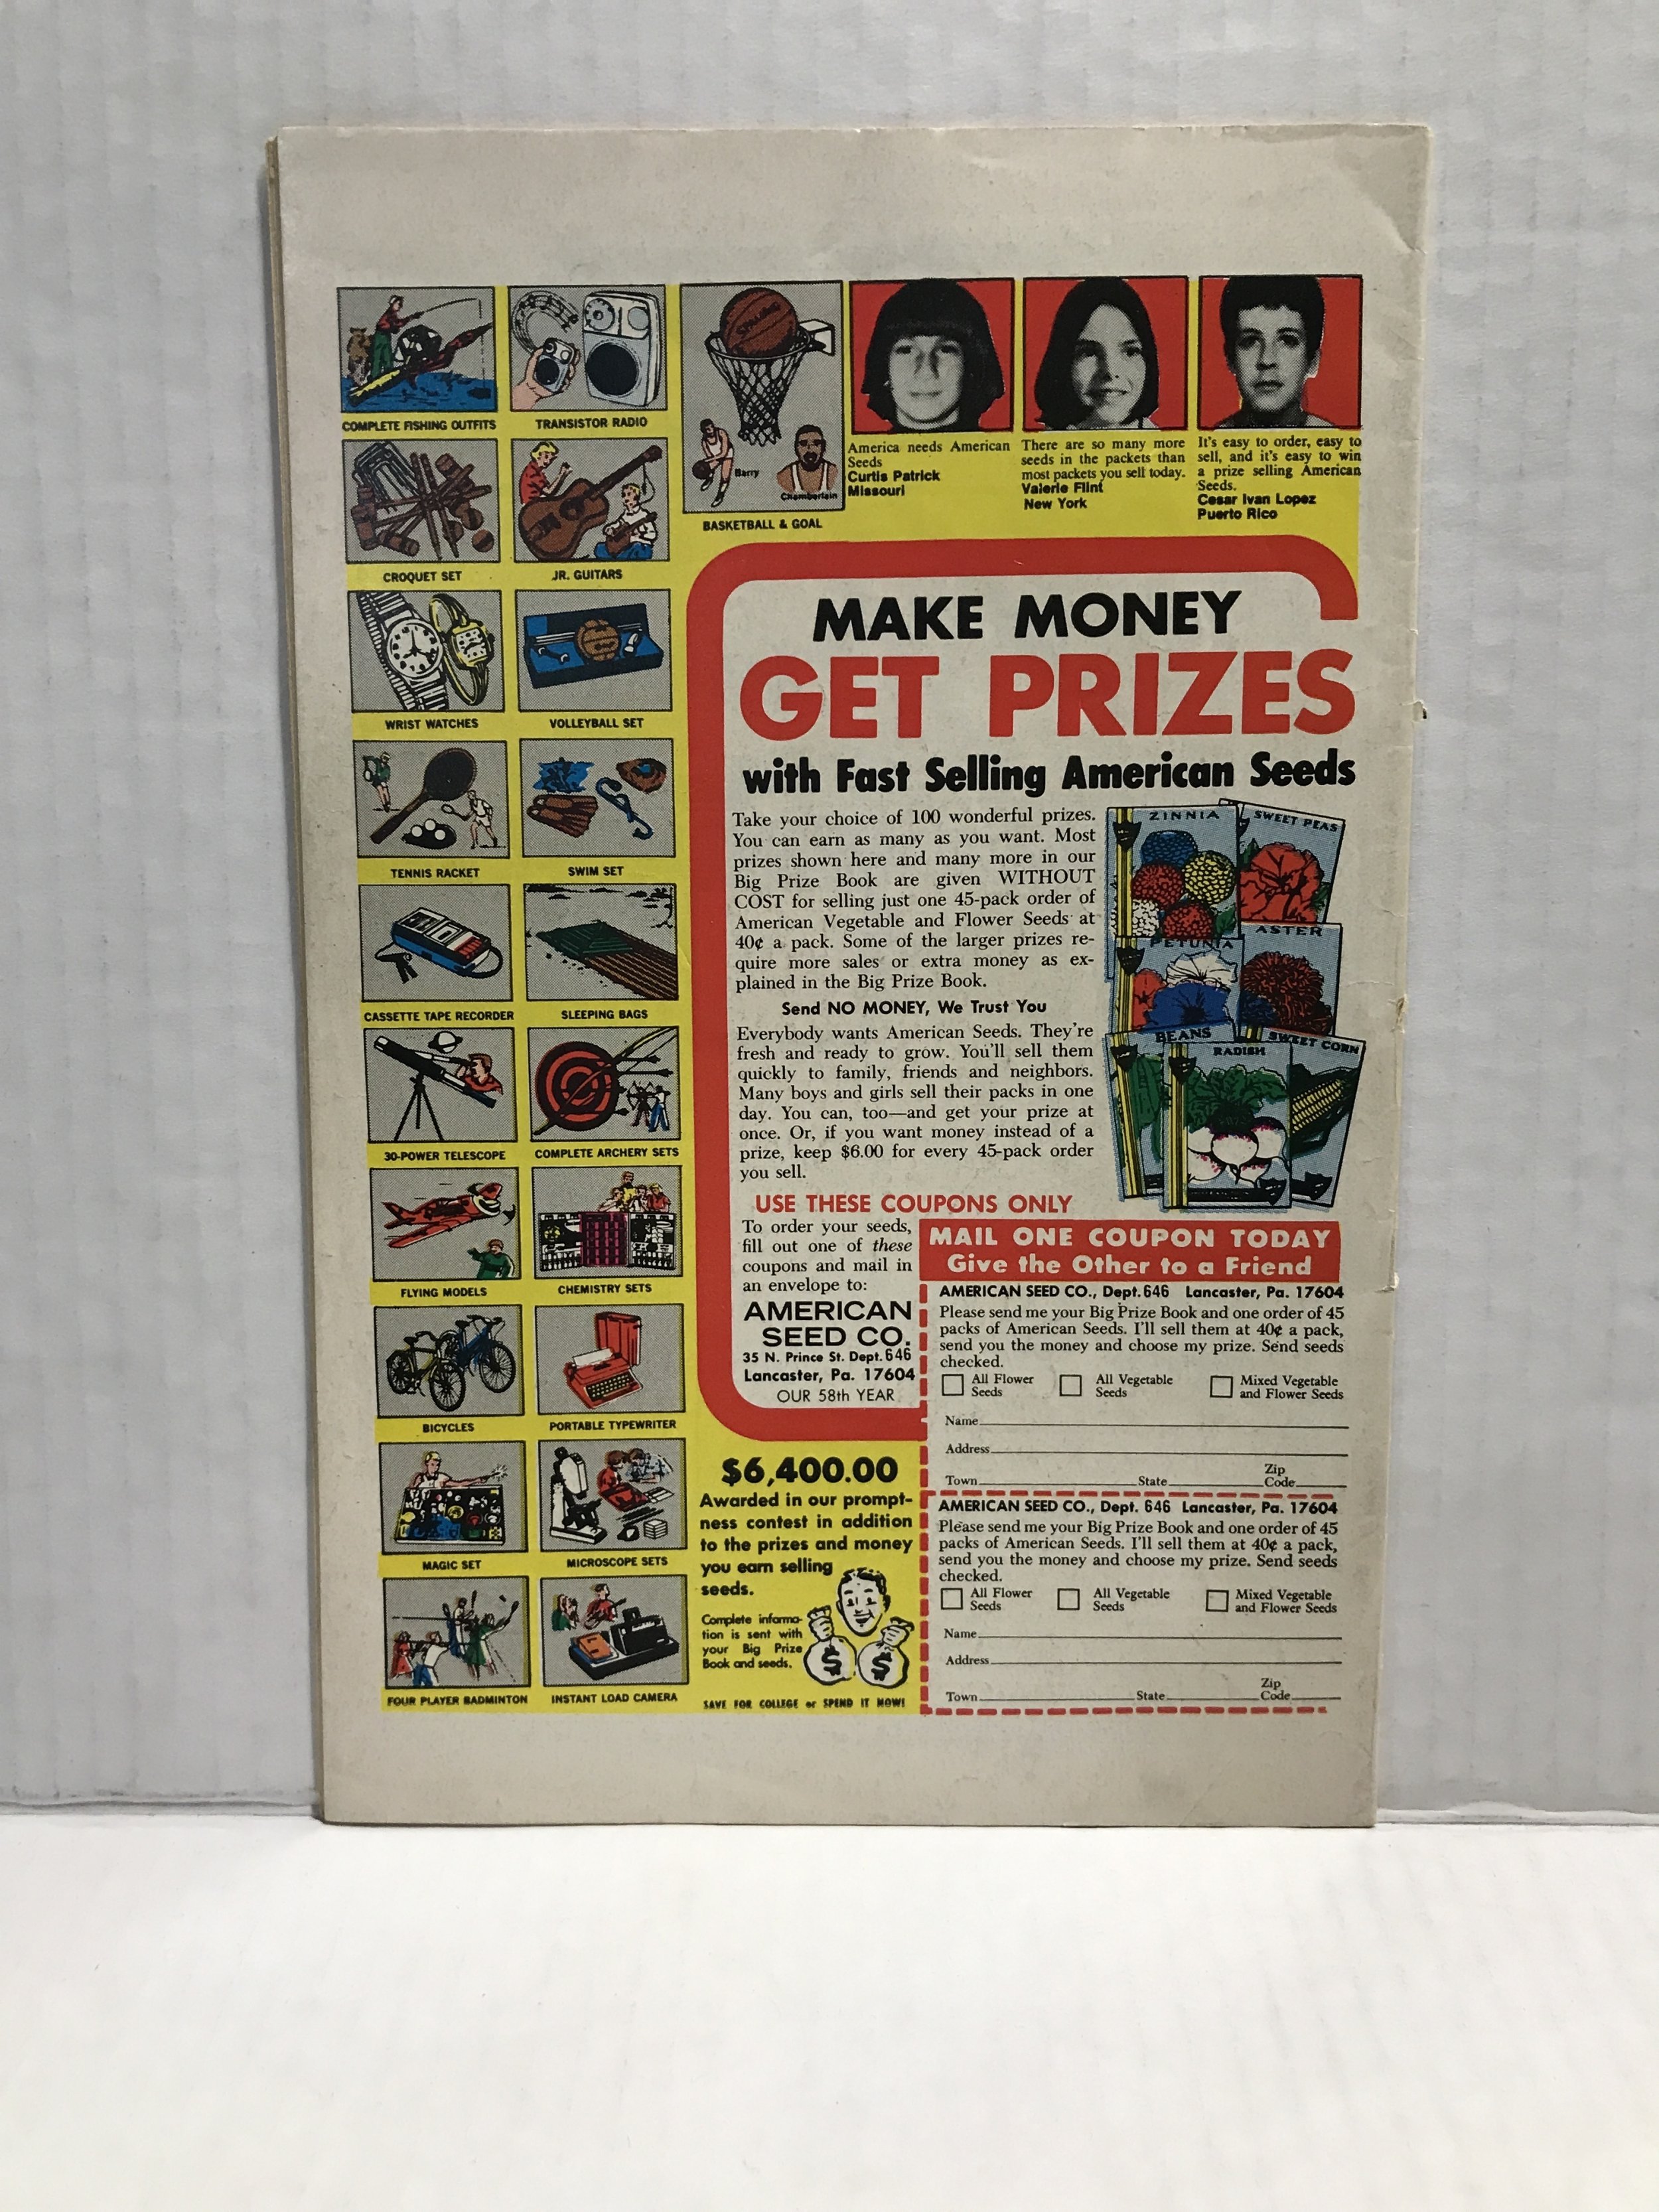 COMPLETE FISHING OUTFITS
TRANSISTOR RADIO
SPALDING
Barry
Chamberlain
BASKETBALL & GOAL
America needs American
Seeds
Curtis Patrick
Missouri
There are so many more
seeds in the packets than
most packets you sell today.
Valerie Flint
New York
It's easy to order, easy to
sell, and it's easy to win
a prize selling American
Seeds.
Cesar Ivan Lopez
Puerto Rico
CROQUET SET
JR. GUITARS
WRIST WATCHES
VOLLEYBALL SET
TENNIS RACKET
SWIM SET
CASSETTE TAPE RECORDER
SLEEPING BAGS
30-POWER TELESCOPE
COMPLETE ARCHERY SETS
FLYING MODELS
CHEMISTRY SETS
BICYCLES
PORTABLE TYPEWRITER
MAGIC SET
MICROSCOPE SETS
FOUR PLAYER BADMINTON
INSTANT LOAD CAMERA
MAKE MONEY
GET PRIZES
with Fast Selling American Seeds
Take your choice of 100 wonderful prizes.
You can earn as many as you want. Most
prizes shown here and many more in our
Big Prize Book are given WITHOUT
COST for selling just one 45-pack order of
American Vegetable and Flower Seeds at
40¢ a pack. Some of the larger prizes re-
quire more sales or extra money as ex-
plained in the Big Prize Book.
Send NO MONEY, We Trust You
Everybody wants American Seeds. They're
fresh and ready to grow. You'll sell them
quickly to family, friends and neighbors.
Many boys and girls sell their packs in one
day. You can, too—and get your prize at
once. Or, if you want money instead of a
prize, keep $6.00 for every 45-pack order
you sell.
ZINNIA
SWEET PEAS
PETUNIA
ASTER
BEANS
RADISH
SWEET CORN
USE THESE COUPONS ONLY
To order your seeds,
fill out one of these
coupons and mail in
an envelope to:
AMERICAN
SEED CO.
35 N. Prince St. Dept. 646
Lancaster, Pa. 17604
OUR 58th YEAR
MAIL ONE COUPON TODAY
Give the Other to a Friend
AMERICAN SEED CO., Dept. 646 Lancaster, Pa. 17604
Please send me your Big Prize Book and one order of 45
packs of American Seeds. I'll sell them at 40¢ a pack,
send you the money and choose my prize. Send seeds
checked.
All Flower
Seeds
All Vegetable
Seeds
Mixed Vegetable
and Flower Seeds
Name
Address
Town State Zip
Code
AMERICAN SEED CO., Dept. 646 Lancaster, Pa. 17604
Please send me your Big Prize Book and one order of 45
packs of American Seeds. I'll sell them at 40¢ a pack,
send you the money and choose my prize. Send seeds
checked.
All Flower
Seeds
All Vegetable
Seeds
Mixed Vegetable
and Flower Seeds
Name
Address
Town State Zip
Code
$6,400.00
Awarded in our prompt-
ness contest in addition
to the prizes and money
you earn selling
seeds.
Complete informa-
tion is sent with
your Big Prize
Book and seeds.
$ $
SAVE FOR COLLEGE or SPEND IT NOW!